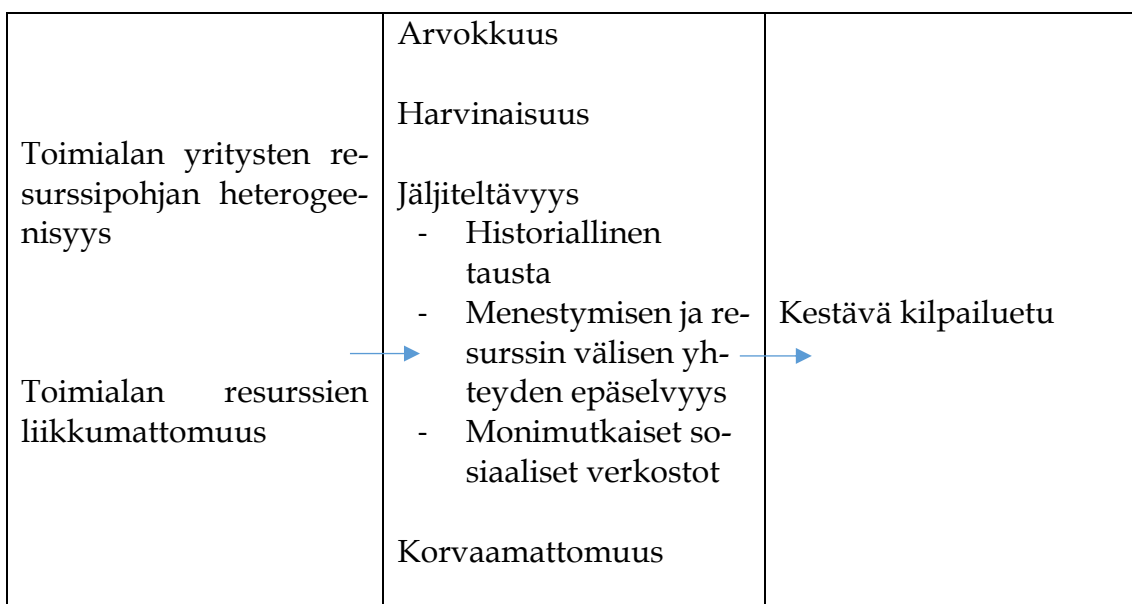 Toimialan yritysten re-
surssipohjan heterogee-
nisyys
Toimialan resurssien
liikkumattomuus
Arvokkuus
Harvinaisuus
Jäljiteltävyys
- Historiallinen
tausta
- Menestymisen ja re-
surssin välisen yh-
teyden epäselvyys
- Monimutkaiset so-
siaaliset verkostot
Korvaamattomuus
Kestävä kilpailuetu